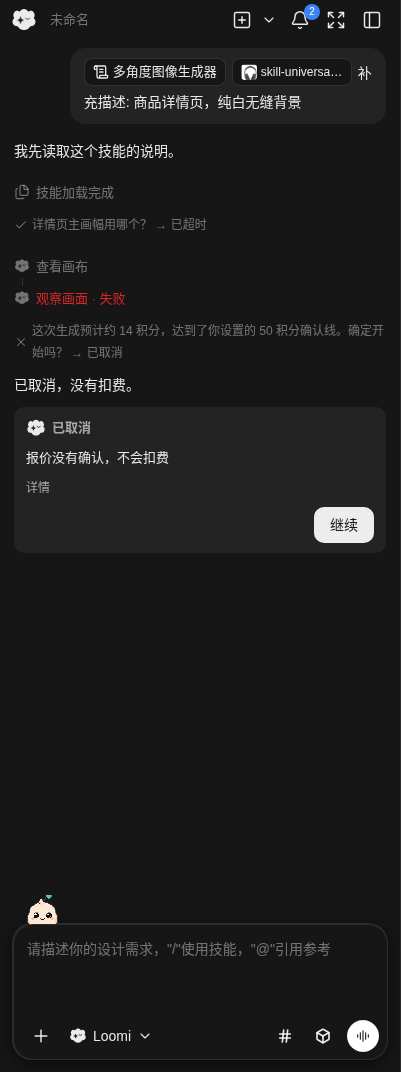 未命名
2
多角度图像生成器 skill-universa... 补
充描述: 商品详情页，纯白无缝背景
我先读取这个技能的说明。
技能加载完成
详情页主画幅用哪个？ → 已超时
查看画布
观察画面 · 失败
这次生成预计约 14 积分，达到了你设置的 50 积分确认线。确定开
始吗？ → 已取消
已取消，没有扣费。
已取消
报价没有确认，不会扣费
详情
继续
请描述你的设计需求，"/"使用技能，"@"引用参考
Loomi